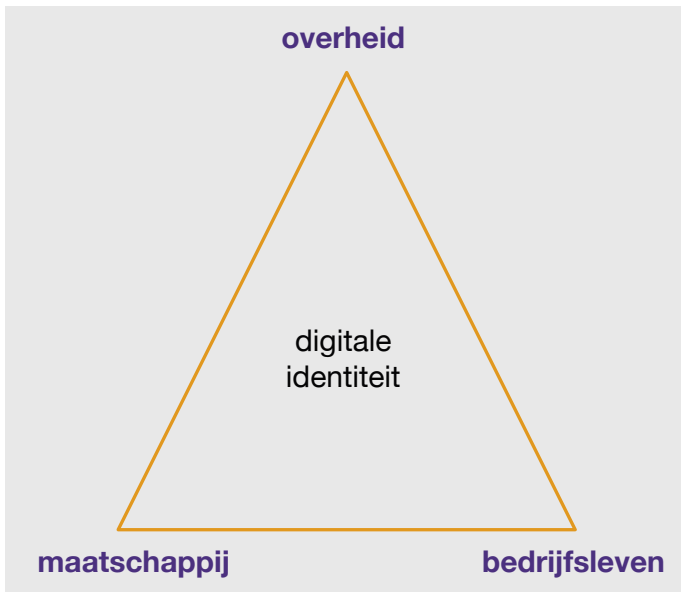 overheid
digitale
identiteit
maatschappij
bedrijfsleven